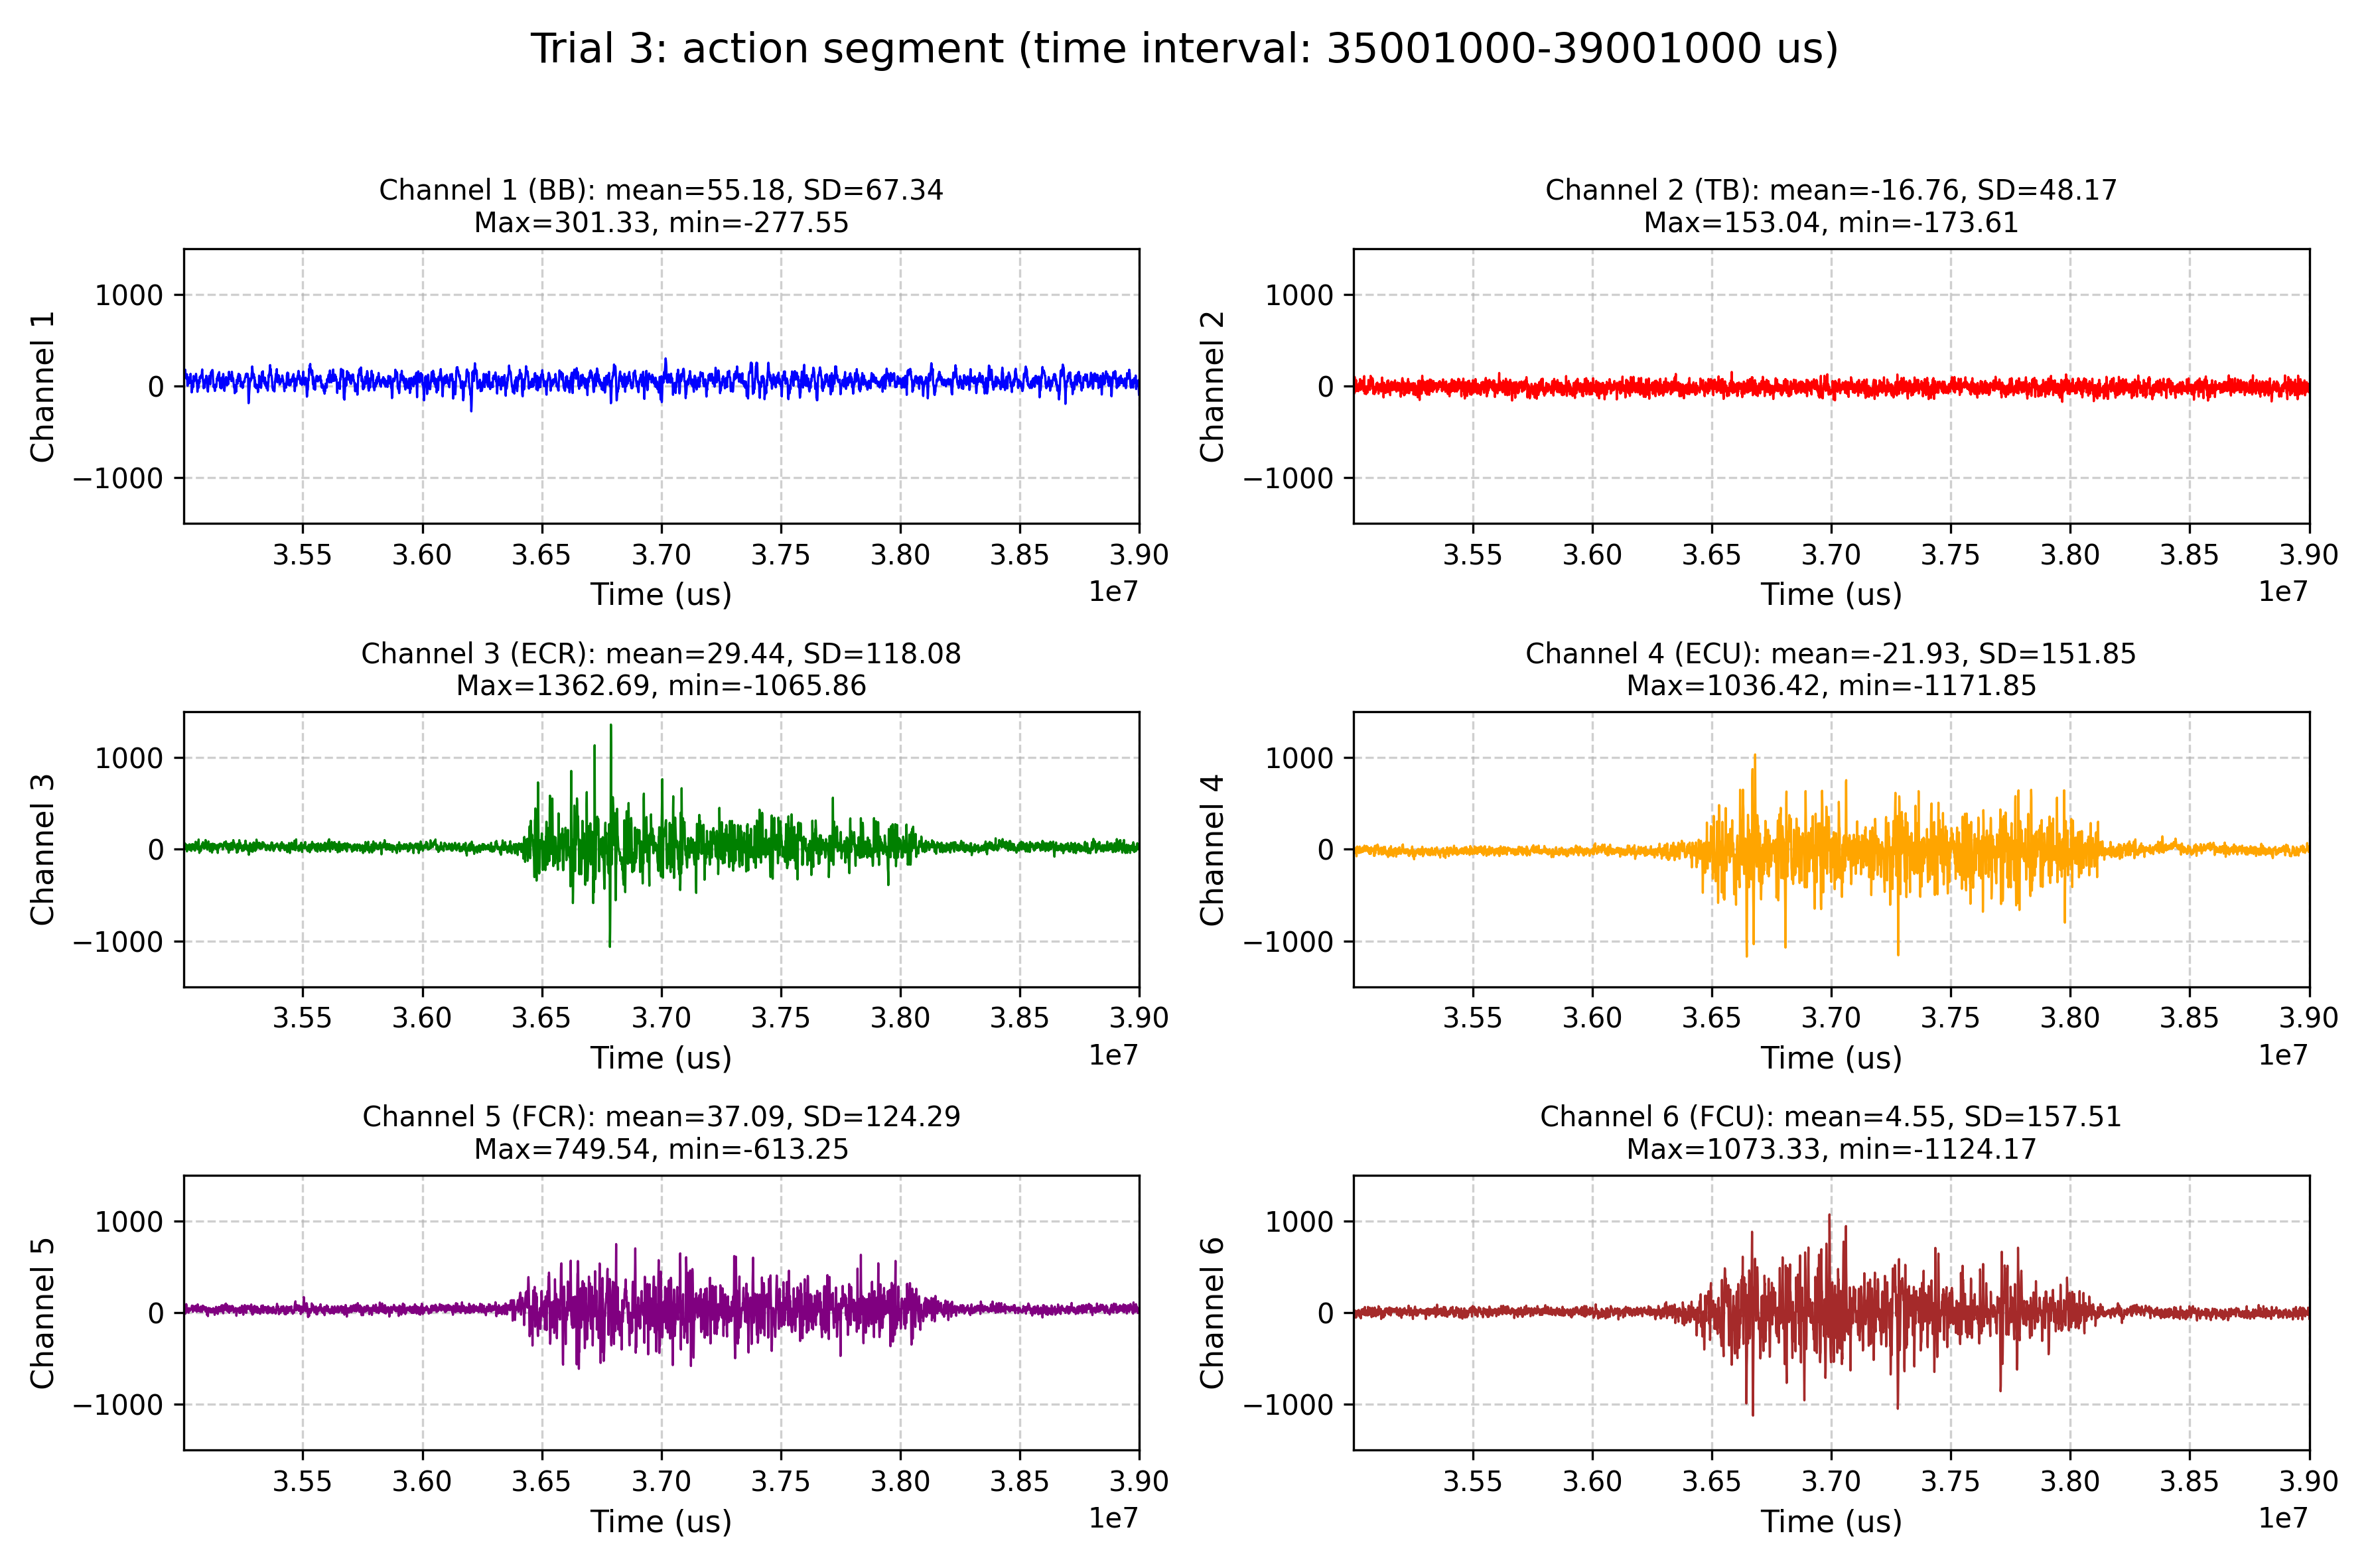 Trial 3: action segment (time interval: 35001000-39001000 us)
Channel 1 (BB): mean=55.18, SD=67.34
Max=301.33, min=-277.55
Channel 1
1000
0
−1000
3.55 3.60 3.65 3.70 3.75 3.80 3.85 3.90
Time (us)
1e7
Channel 2 (TB): mean=-16.76, SD=48.17
Max=153.04, min=-173.61
Channel 2
1000
0
−1000
3.55 3.60 3.65 3.70 3.75 3.80 3.85 3.90
Time (us)
1e7
Channel 3 (ECR): mean=29.44, SD=118.08
Max=1362.69, min=-1065.86
Channel 3
1000
0
−1000
3.55 3.60 3.65 3.70 3.75 3.80 3.85 3.90
Time (us)
1e7
Channel 4 (ECU): mean=-21.93, SD=151.85
Max=1036.42, min=-1171.85
Channel 4
1000
0
−1000
3.55 3.60 3.65 3.70 3.75 3.80 3.85 3.90
Time (us)
1e7
Channel 5 (FCR): mean=37.09, SD=124.29
Max=749.54, min=-613.25
Channel 5
1000
0
−1000
3.55 3.60 3.65 3.70 3.75 3.80 3.85 3.90
Time (us)
1e7
Channel 6 (FCU): mean=4.55, SD=157.51
Max=1073.33, min=-1124.17
Channel 6
1000
0
−1000
3.55 3.60 3.65 3.70 3.75 3.80 3.85 3.90
Time (us)
1e7